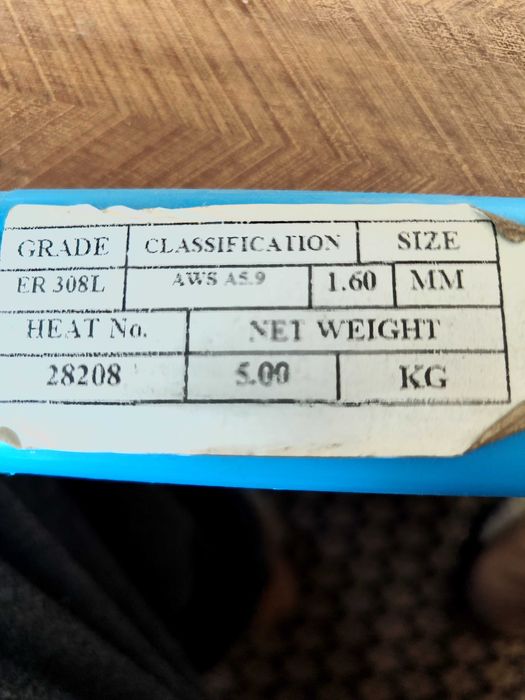 GRADE CLASSIFICATION SIZE
ER 308L AWS A5.9 1.60 MM
HEAT No. NET WEIGHT
28208 5.00 KG